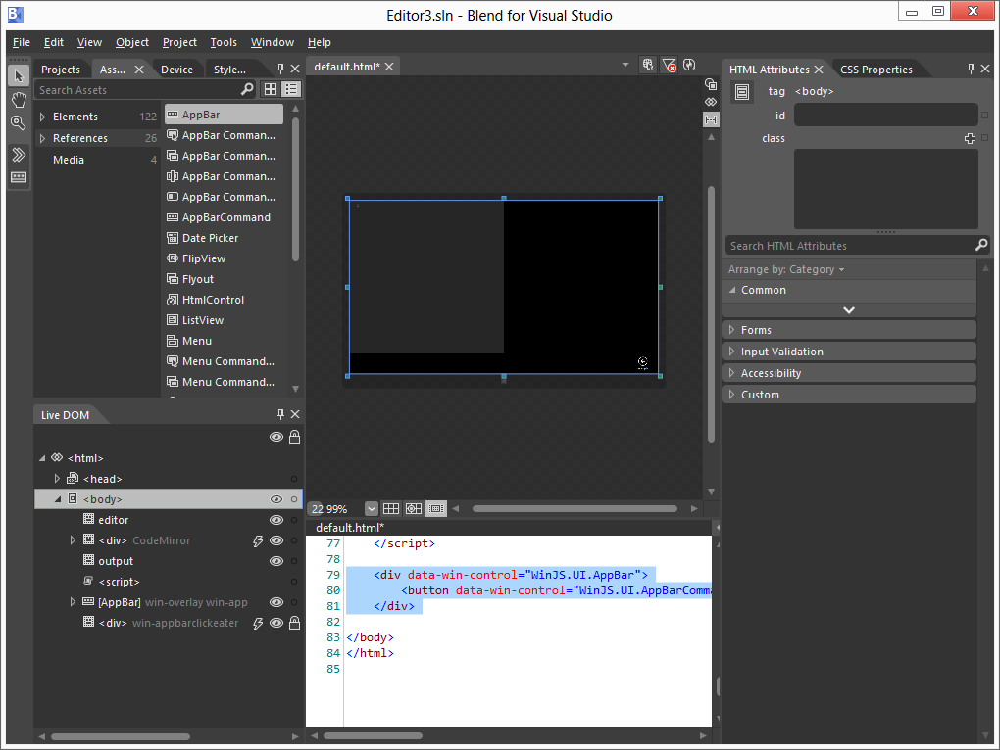 Editor3.sln - Blend for Visual Studio
File Edit View Object Project Tools Window Help
Projects Ass... Device Style...
Search Assets
Elements 122
References 26
Media 4
AppBar
AppBar Comman...
AppBar Comman...
AppBar Comman...
AppBar Comman...
AppBarCommand
Date Picker
FlipView
Flyout
HtmlControl
ListView
Menu
Menu Command...
Menu Command...
Live DOM
<html>
<head>
<body>
editor
<div> CodeMirror
output
<script>
[AppBar] win-overlay win-app
<div> win-appbarclickeater
default.html*
22.99%
default.html*
77 </script>
78
79 <div data-win-control="WinJS.UI.AppBar">
80 <button data-win-control="WinJS.UI.AppBarComma
81 </div>
82
83 </body>
84 </html>
85
HTML Attributes CSS Properties
tag <body>
id
class
Search HTML Attributes
Arrange by: Category
Common
Forms
Input Validation
Accessibility
Custom